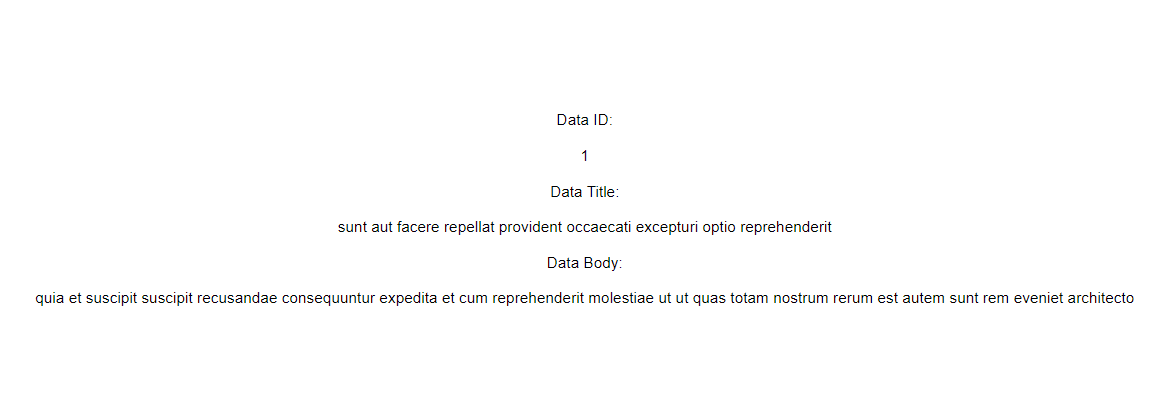 Data ID:
1
Data Title:
sunt aut facere repellat provident occaecati excepturi optio reprehenderit
Data Body:
quia et suscipit suscipit recusandae consequuntur expedita et cum reprehenderit molestiae ut ut quas totam nostrum rerum est autem sunt rem eveniet architecto